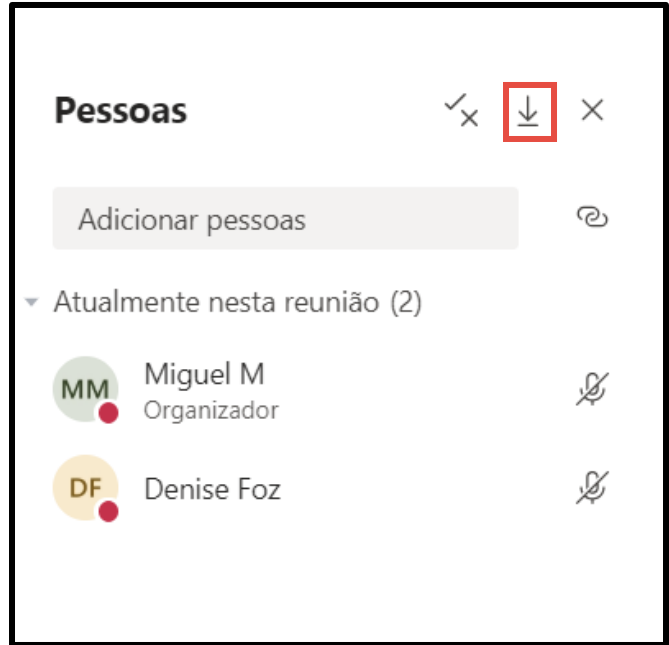 Pessoas
Adicionar pessoas
Atualmente nesta reunião (2)
MM Miguel M
Organizador
DF Denise Foz